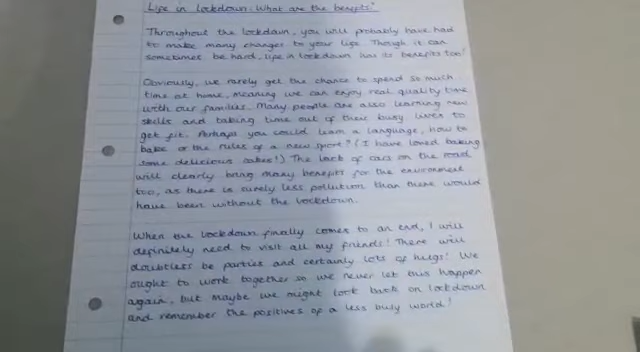 Life in lockdown: What are the benefits?
Throughout the lockdown, you will probably have had
to make many changes to your life. Though it can
sometimes be hard, life in lockdown has its benefits too!
Obviously, we rarely get the chance to spend so much
time at home, meaning we can enjoy real quality time
with our families. Many people are also learning new
skills and taking time out of their busy lives to
get fit. Perhaps you could learn a language, how to
bake or the rules of a new sport? (I have loved baking
some delicious cakes!) The lack of cars on the road
will clearly bring many benefits for the environment
too, as there is surely less pollution than there would
have been without the lockdown.
When the lockdown finally comes to an end, I will
definitely need to visit all my friends! There will
doubtless be parties and certainly lots of hugs! We
ought to work together so we never let this happen
again, but maybe we ought look back on lockdown
and remember the positives of a less busy world!